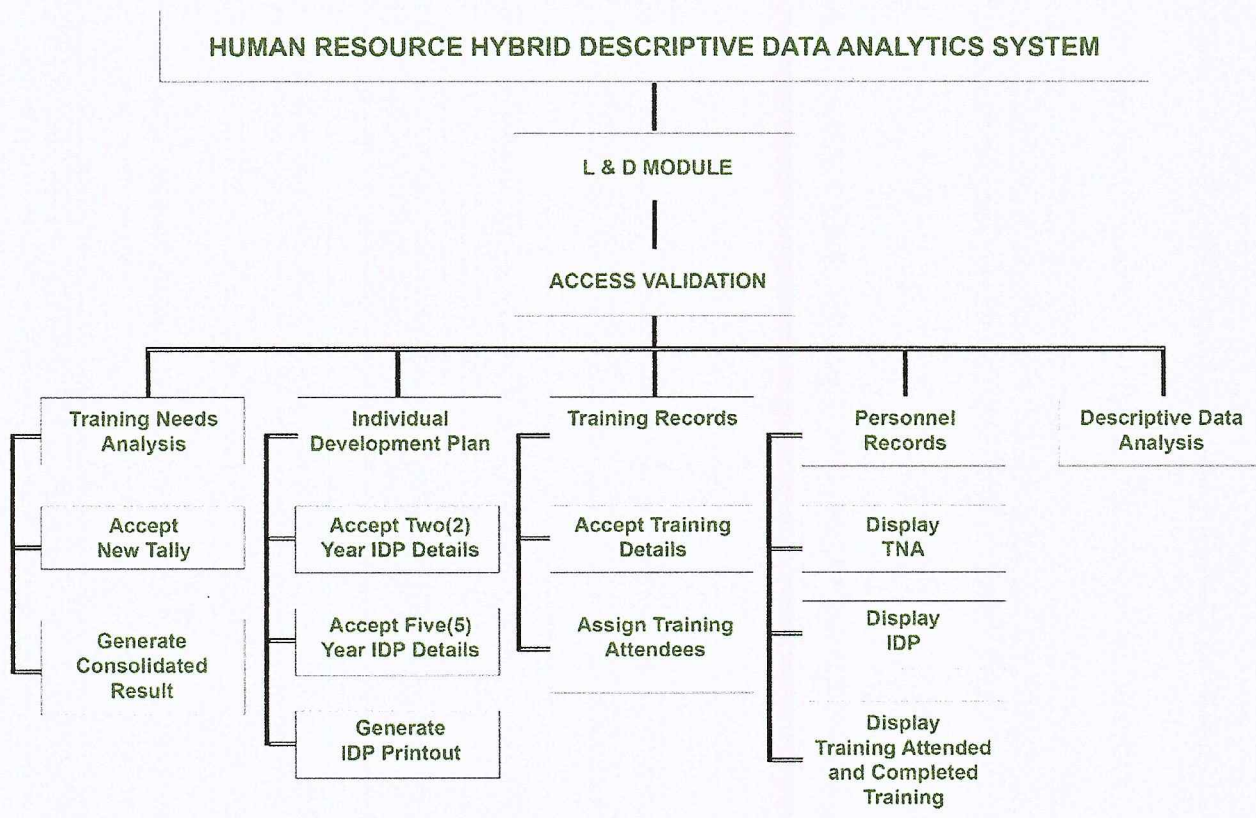 HUMAN RESOURCE HYBRID DESCRIPTIVE DATA ANALYTICS SYSTEM
L & D MODULE
ACCESS VALIDATION
Training Needs
Analysis
Accept
New Tally
Generate
Consolidated
Result
Individual
Development Plan
Accept Two(2)
Year IDP Details
Accept Five(5)
Year IDP Details
Generate
IDP Printout
Training Records
Accept Training
Details
Assign Training
Attendees
Personnel
Records
Display
TNA
Display
IDP
Display
Training Attended
and Completed
Training
Descriptive Data
Analysis